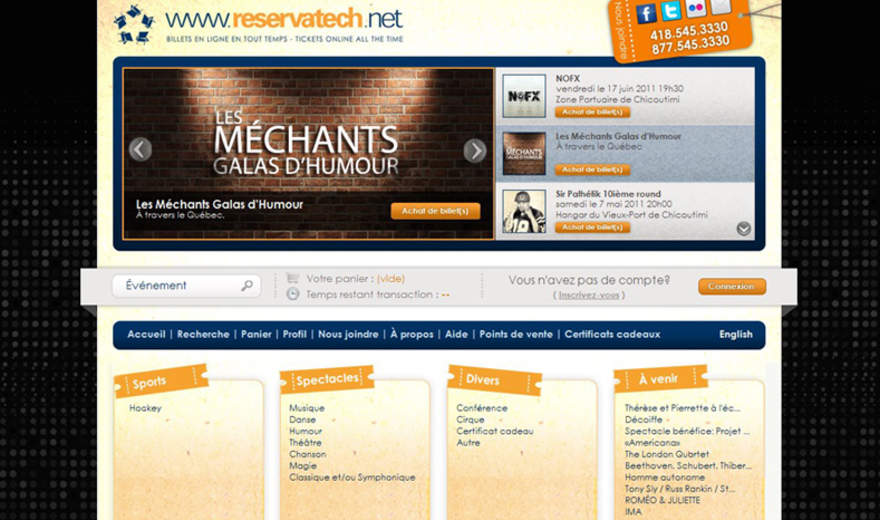 www.reservatech.net
BILLETS EN LIGNE EN TOUT TEMPS - TICKETS ONLINE ALL THE TIME
Nous joindre
418.545.3330
877.545.3330
LES
MÉCHANTS
GALAS D'HUMOUR
Les Méchants Galas d'Humour
À travers le Québec.
Achat de billet(s)
NOFX
NOFX
vendredi le 17 juin 2011 19h30
Zone Portuaire de Chicoutimi
Achat de billet(s)
LES
MÉCHANTS
GALAS D'HUMOUR
Les Méchants Galas d'Humour
À travers le Québec
Achat de billet(s)
Sir Pathétik 10ième round
samedi le 7 mai 2011 20h00
Hangar du Vieux-Port de Chicoutimi
Achat de billet(s)
Événement
Votre panier : (vide)
Temps restant transaction : --
Vous n'avez pas de compte?
( Inscrivez-vous )
Connexion
Accueil | Recherche | Panier | Profil | Nous joindre | À propos | Aide | Points de vente | Certificats cadeaux
English
Sports
Hockey
Spectacles
Musique
Danse
Humour
Théâtre
Chanson
Magie
Classique et/ou Symphonique
Divers
Conférence
Cirque
Certificat cadeau
Autre
À venir
Thérèse et Pierrette à l'éc...
Décoiffe
Spectacle bénéfice: Projet ...
«Americana»
The London Quartet
Beethoven, Schubert, Thiber...
Homme autonome
Tony Sly / Russ Rankin / St...
ROMÉO & JULIETTE
IMA